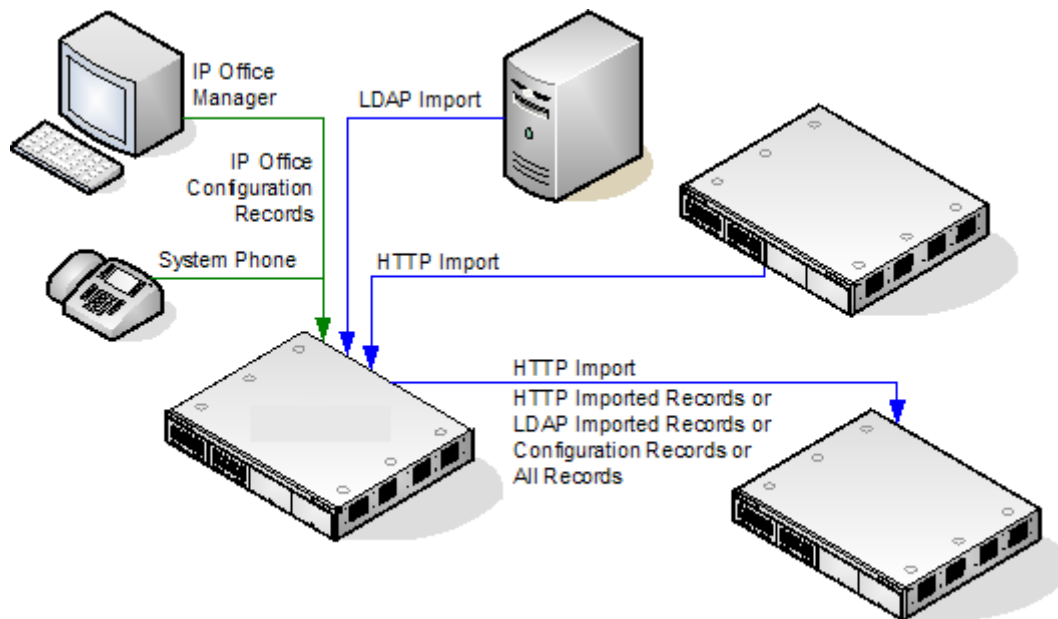 IP Office
Manager
LDAP Import
IP Office
Configuration
Records
System Phone
HTTP Import
HTTP Import
HTTP Imported Records or
LDAP Imported Records or
Configuration Records or
All Records